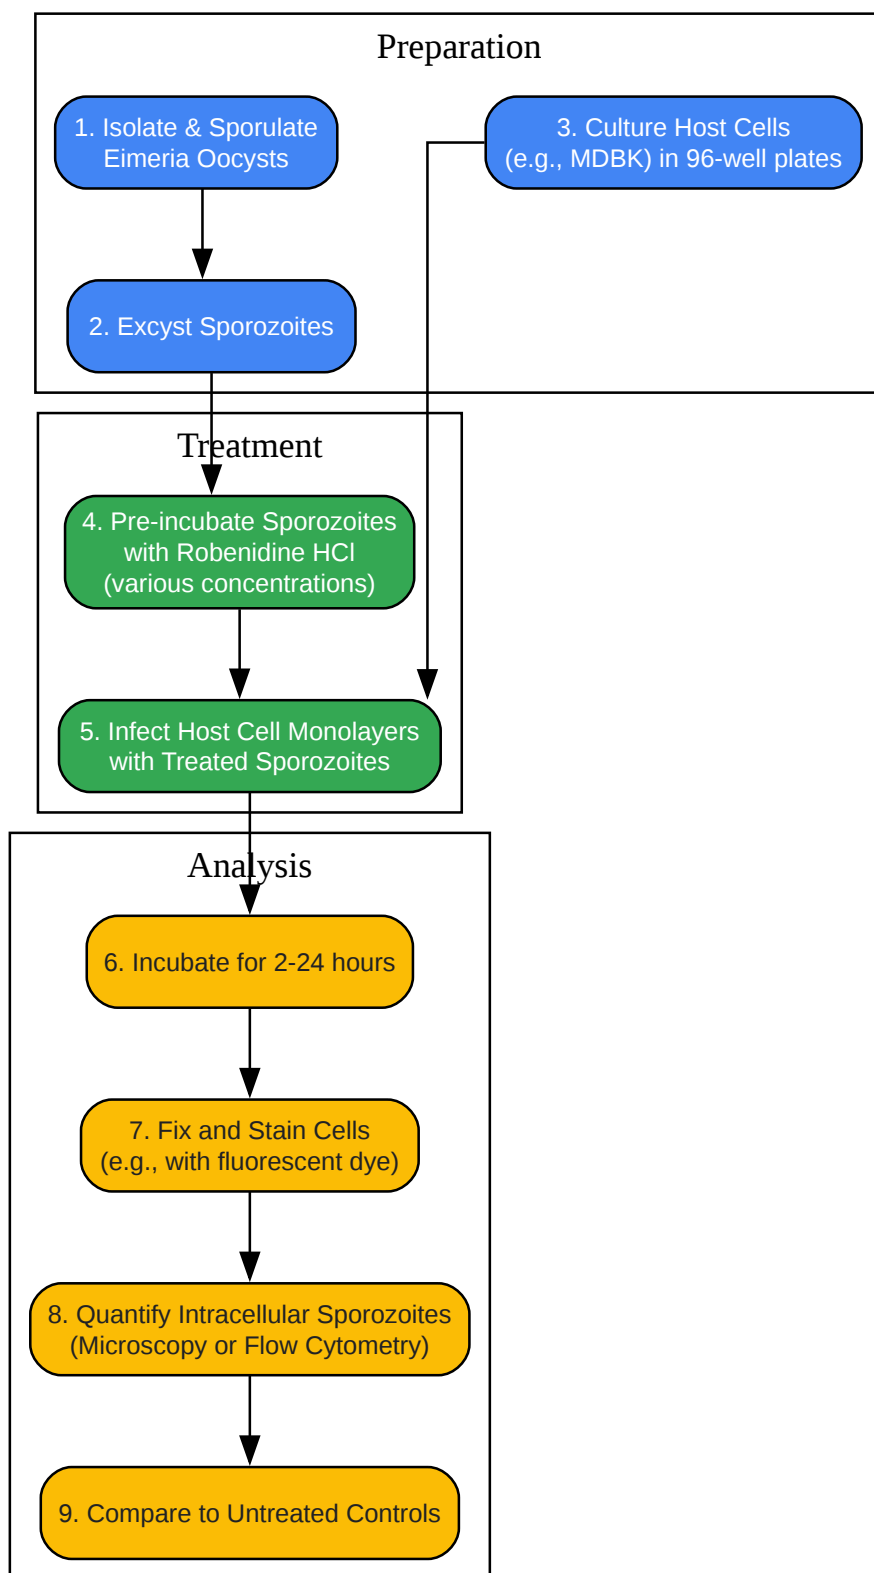 Preparation
1. Isolate & Sporulate
Eimeria Oocysts
3. Culture Host Cells
(e.g., MDBK) in 96-well plates
2. Excyst Sporozoites
Treatment
4. Pre-incubate Sporozoites
with Robenidine HCl
(various concentrations)
5. Infect Host Cell Monolayers
with Treated Sporozoites
Analysis
6. Incubate for 2-24 hours
7. Fix and Stain Cells
(e.g., with fluorescent dye)
8. Quantify Intracellular Sporozoites
(Microscopy or Flow Cytometry)
9. Compare to Untreated Controls